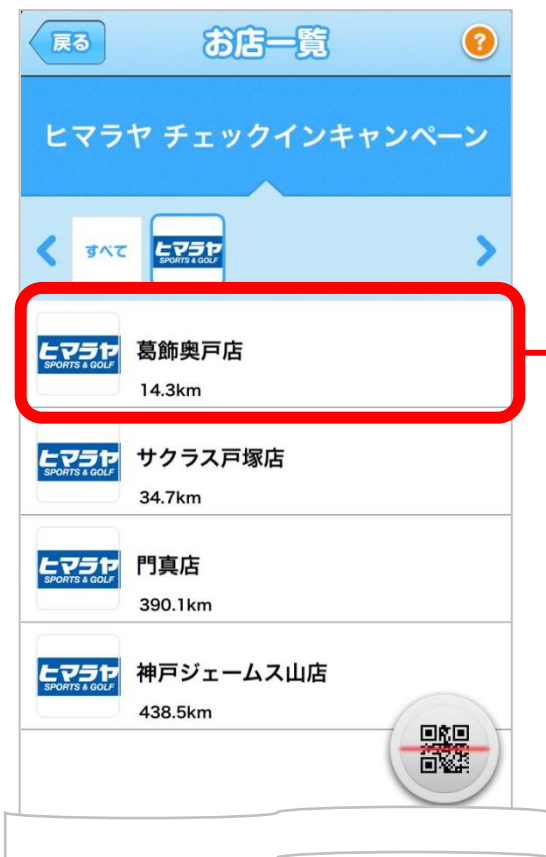 戻る
お店一覧
?
ヒマラヤ チェックインキャンペーン
すべて
ヒマラヤ
SPORTS & GOLF
ヒマラヤ
SPORTS & GOLF
葛飾奥戸店
14.3km
ヒマラヤ
SPORTS & GOLF
サクラス戸塚店
34.7km
ヒマラヤ
SPORTS & GOLF
門真店
390.1km
ヒマラヤ
SPORTS & GOLF
神戸ジェームス山店
438.5km